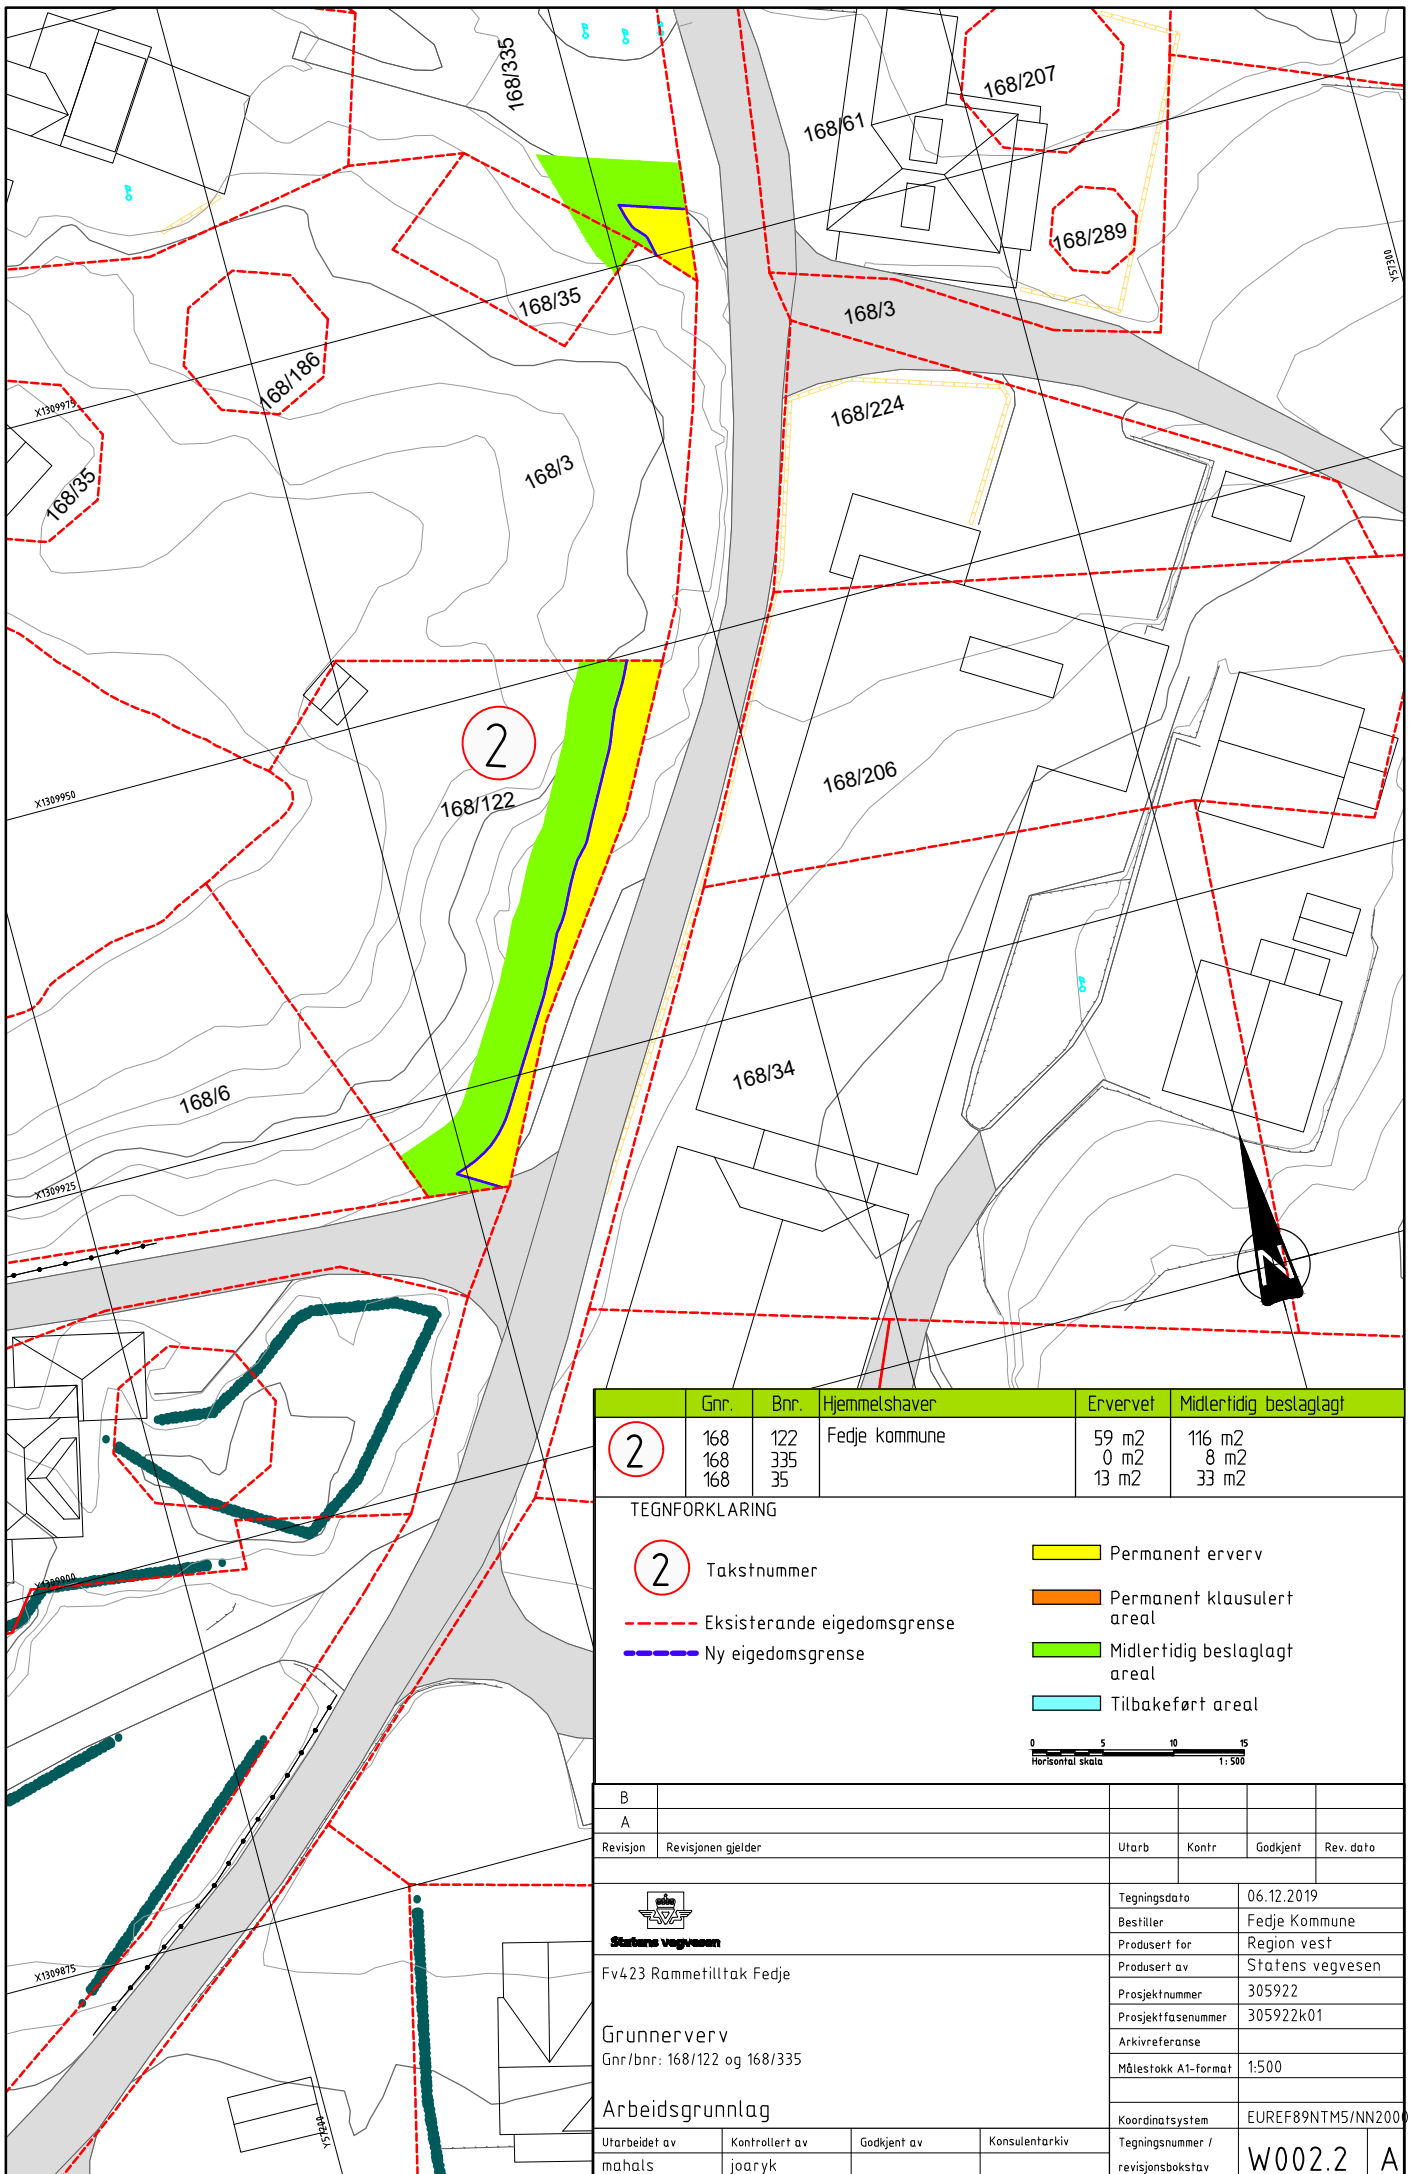 168/335
168/207
168/61
168/289
Y57300
168/35
168/3
168/186
X1309975
168/224
168/3
168/35
2
168/122
X1309950
168/206
168/34
168/6
X1309925
N
Gnr. Bnr. Hjemmelshaver Ervervet Midlertidig beslaglagt
2 168 122 Fedje kommune 59 m2 116 m2
168 335 0 m2 8 m2
168 35 13 m2 33 m2
TEGNFORKLARING
2 Takstnummer
Eksisterande eigedomsgrense
Ny eigedomsgrense
Permanent erverv
Permanent klausulert
areal
Midlertidig beslaglagt
areal
Tilbakeført areal
0 5 10 15
Horisontal skala 1:500
X1309900
X1309875
Y57200
B
A
Revisjon Revisjonen gjelder Utarb Kontr Godkjent Rev. dato
Statens vegvesen
Fv423 Rammetilltak Fedje
Grunnerverv
Gnr/bnr: 168/122 og 168/335
Arbeidsgrunnlag
Tegningsdato 06.12.2019
Bestiller Fedje Kommune
Produsert for Region vest
Produsert av Statens vegvesen
Prosjektnummer 305922
Prosjektfasenummer 305922k01
Arkivreferanse
Målestokk A1-format 1:500
Koordinatsystem EUREF89NTM5/NN2000
Utarbeidet av Kontrollert av Godkjent av Konsulentarkiv
mahals joaryk
Tegningsnummer /
revisjonsbokstav W002.2 A